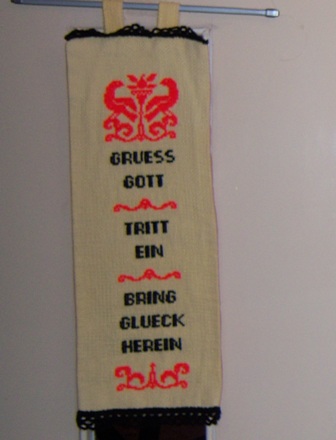 GRUESS
GOTT
TRITT
EIN
BRING
GLUECK
HEREIN